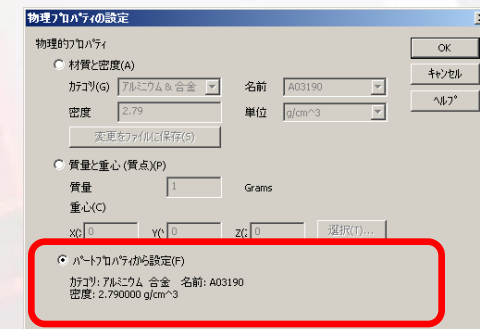 物理プロパティの設定
物理的プロパティ
OK
材質と密度(A)
キャンセル
カテゴリ(G) アルミニウム & 合金 名前 A03190
ヘルプ
密度 2.79 単位 g/cm^3
変更をファイルに保存(S)
質量と重心 (質点)(P)
質量 1 Grams
重心(C)
X(: 0 Y(: 0 Z(: 0 選択(T)...
パートプロパティから設定(F)
カテゴリ: アルミニウム 合金 名前: A03190
密度: 2.790000 g/cm^3